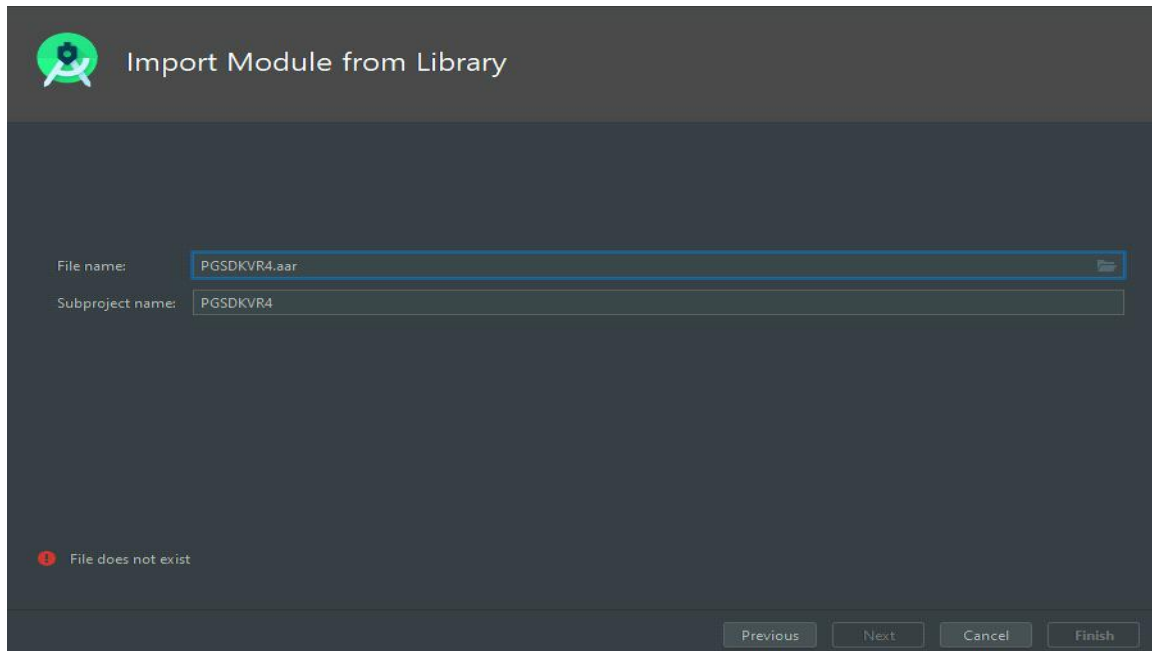 Import Module from Library
File name: PGSDKVR4.aar
Subproject name: PGSDKVR4
File does not exist
Previous Next Cancel Finish